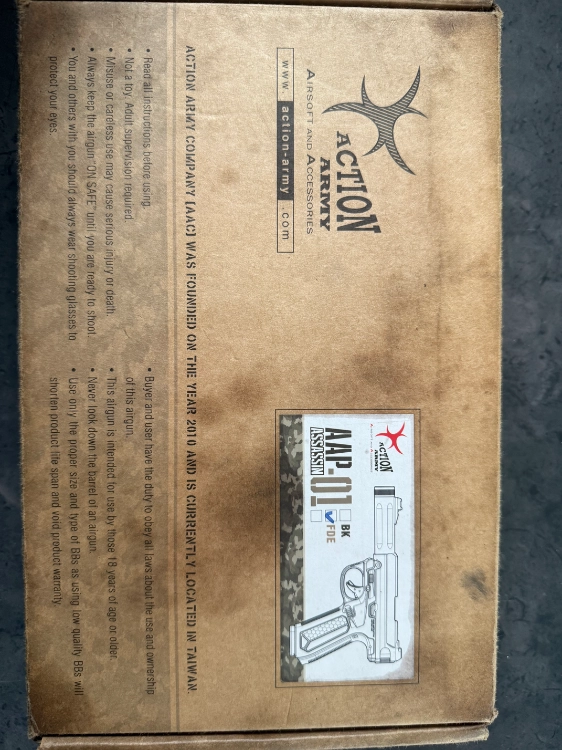 ACTION
ARMY
AIRSOFT AND ACCESSORIES
www. action-army .com
ACTION
ARMY
AAP-01
ASSASSIN
BK
FDE
ACTION ARMY COMPANY (AAC) WAS FOUNDED ON THE YEAR 2010 AND IS CURRENTLY LOCATED IN TAIWAN.
• Read all instructions before using.
• Not a toy. Adult supervision required.
• Misuse or careless use may cause serious injury or death.
• Always keep the airgun "ON SAFE" until you are ready to shoot.
• You and others with you should always wear shooting glasses to
protect your eyes.
• Buyer and user have the duty to obey all laws about the use and ownership
of this airgun.
• This airgun is intended for use by those 18 years of age or older.
• Never look down the barrel of an airgun.
• Use only the proper size and type of BBs as using low quality BBs will
shorten product life span and void product warranty.